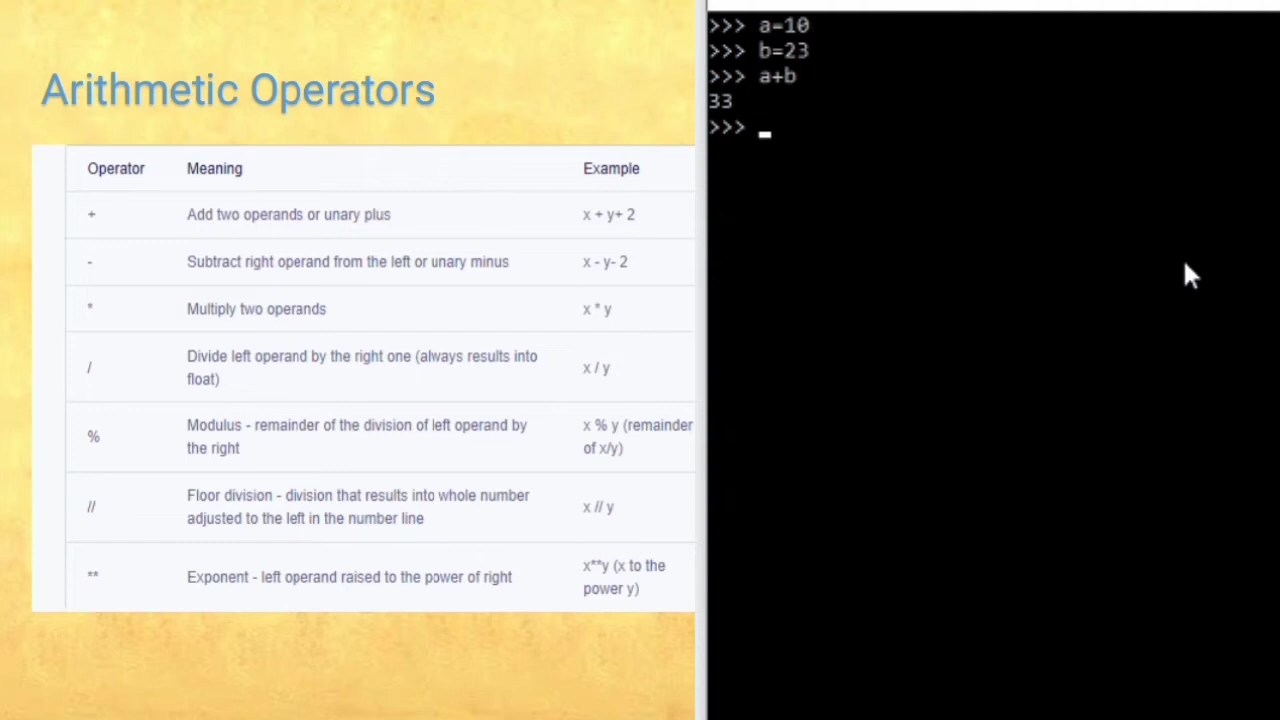 Arithmetic Operators
Operator Meaning Example
+ Add two operands or unary plus x + y+ 2
- Subtract right operand from the left or unary minus x - y- 2
* Multiply two operands x * y
/ Divide left operand by the right one (always results into
float) x / y
% Modulus - remainder of the division of left operand by
the right x % y (remainder
of x/y)
// Floor division - division that results into whole number
adjusted to the left in the number line x // y
** Exponent - left operand raised to the power of right x**y (x to the
power y)
>>> a=10
>>> b=23
>>> a+b
33
>>> _